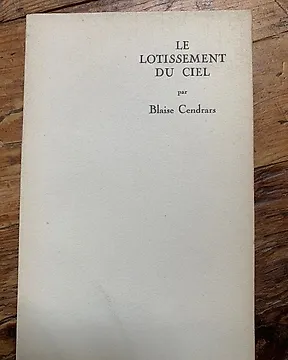 LE
LOTISSEMENT
DU CIEL
par
Blaise Cendrars